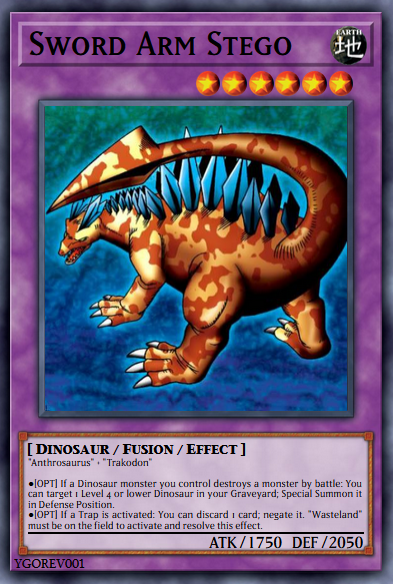 Sword Arm Stego
EARTH
地
[ Dinosaur / Fusion / Effect ]
"Anthrosaurus" + "Trakodon"
●[OPT] If a Dinosaur monster you control destroys a monster by battle: You
can target 1 Level 4 or lower Dinosaur in your Graveyard; Special Summon it
in Defense Position.
●[OPT] If a Trap is activated: You can discard 1 card; negate it. "Wasteland"
must be on the field to activate and resolve this effect.
ATK/1750 DEF/2050
YGOREV001